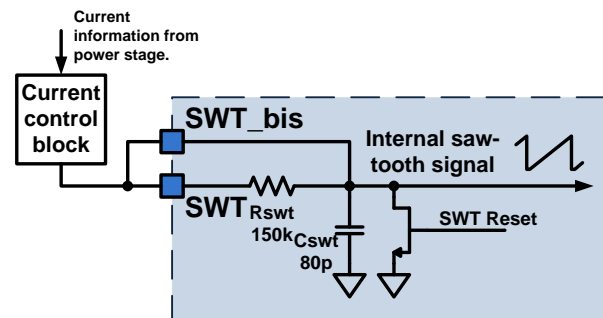 Current
information from
power stage.
Current
control
block
SWT_bis
Internal saw-
tooth signal
SWT
Rswt
150k
Cswt
80p
SWT Reset